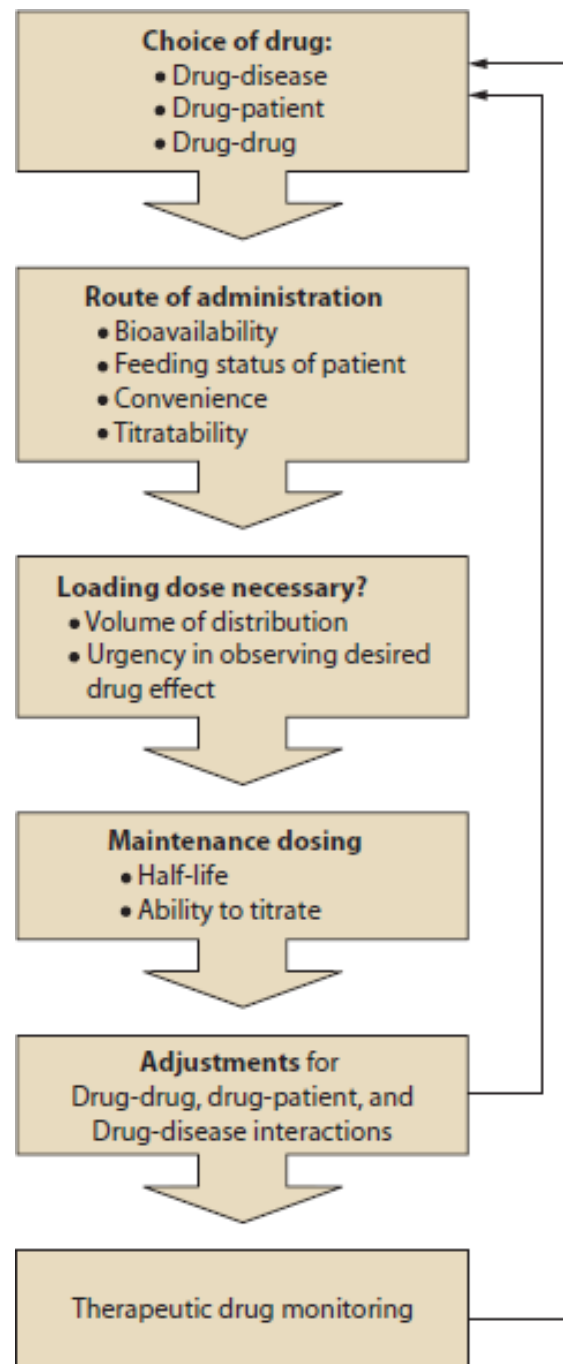 Choice of drug:
• Drug-disease
• Drug-patient
• Drug-drug
Route of administration
• Bioavailability
• Feeding status of patient
• Convenience
• Titratability
Loading dose necessary?
• Volume of distribution
• Urgency in observing desired
drug effect
Maintenance dosing
• Half-life
• Ability to titrate
Adjustments for
Drug-drug, drug-patient, and
Drug-disease interactions
Therapeutic drug monitoring